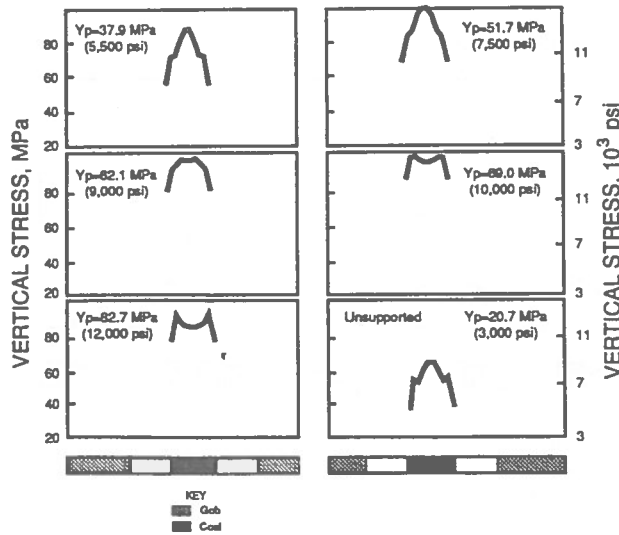 Yp=37.9 MPa
(5,500 psi)
80
60
40
20
Yp=51.7 MPa
(7,500 psi)
11
7
3
Yp=62.1 MPa
(9,000 psi)
80
60
40
20
Yp=69.0 MPa
(10,000 psi)
11
7
3
Yp=82.7 MPa
(12,000 psi)
80
60
40
20
Unsupported
Yp=20.7 MPa
(3,000 psi)
11
7
3
VERTICAL STRESS, MPa
VERTICAL STRESS, 10³ psi
KEY
Gob
Coal